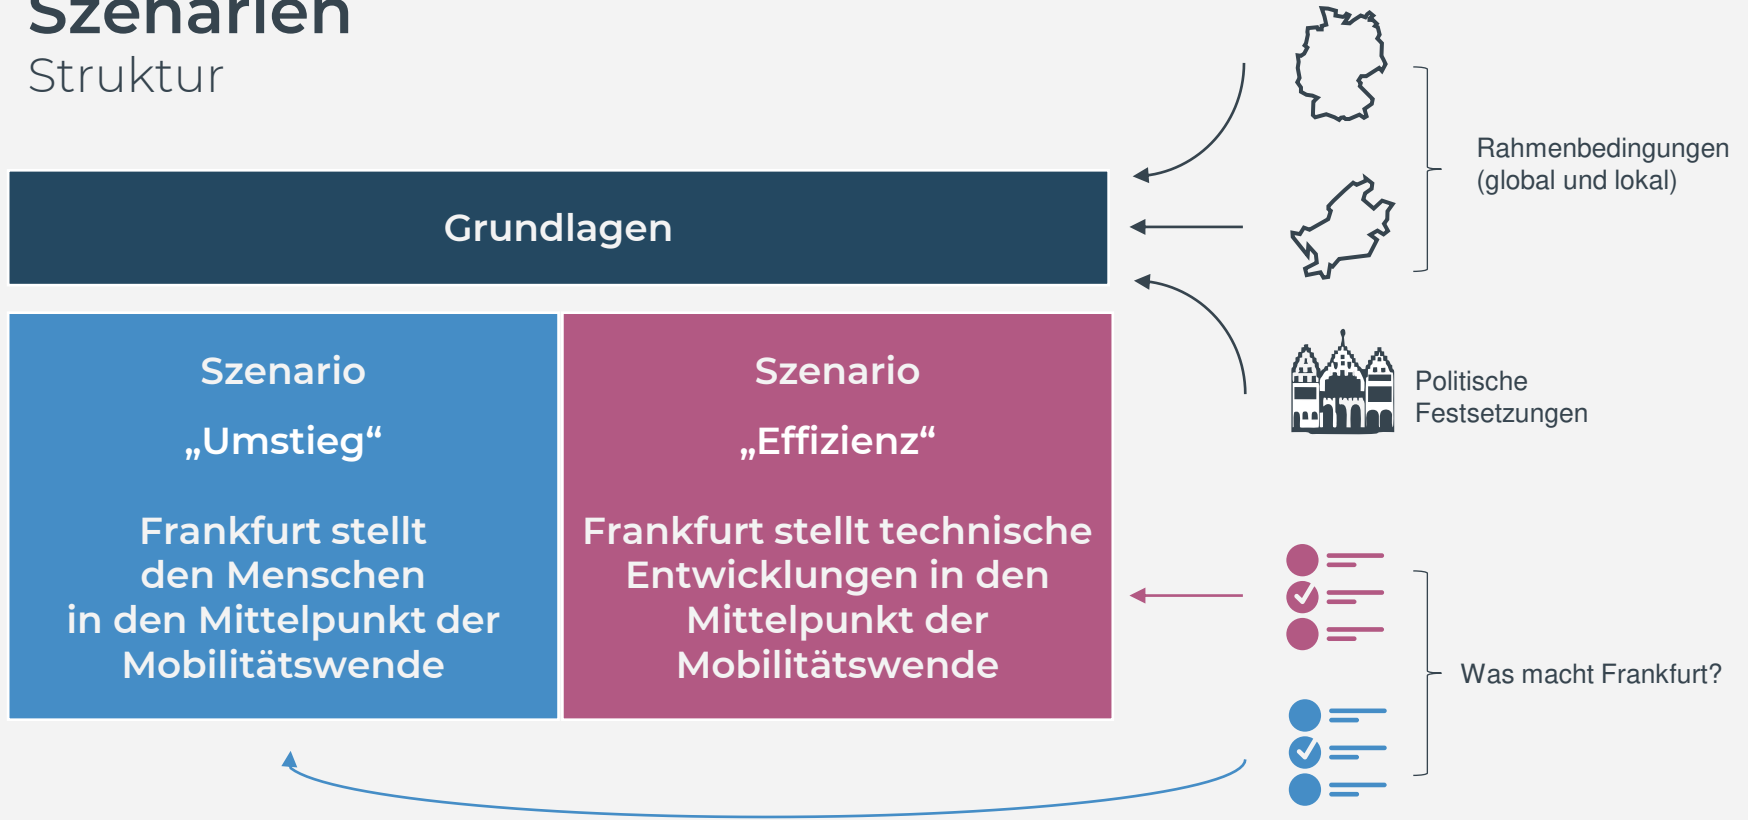 Szenarien
Struktur
Grundlagen
Szenario
„Umstieg“
Frankfurt stellt
den Menschen
in den Mittelpunkt der
Mobilitätswende
Szenario
„Effizienz“
Frankfurt stellt technische
Entwicklungen in den
Mittelpunkt der
Mobilitätswende
Rahmenbedingungen
(global und lokal)
Politische
Festsetzungen
Was macht Frankfurt?